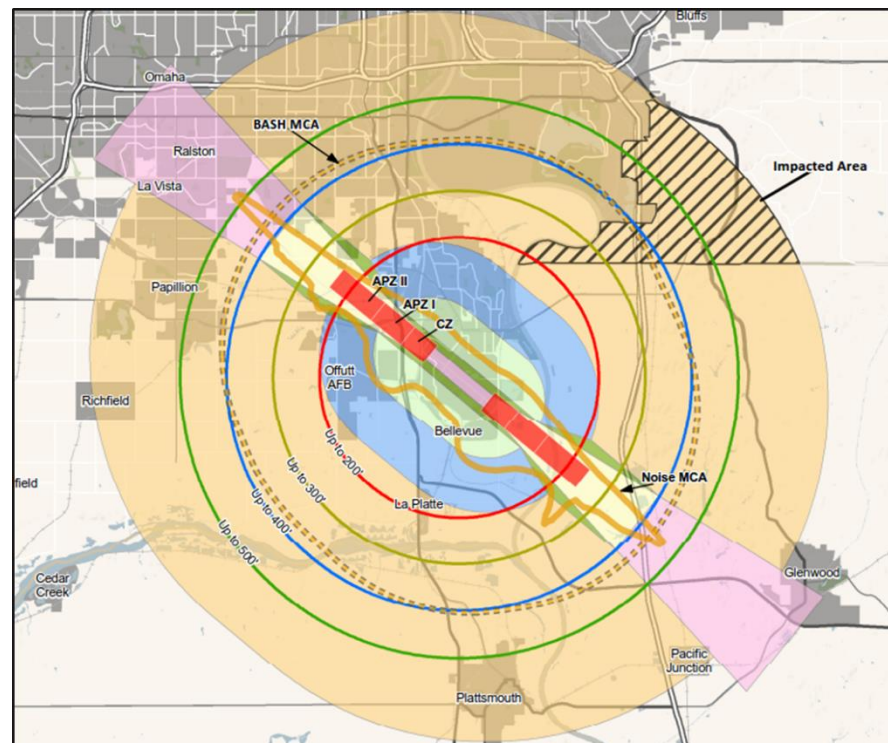 Bluffs
Omaha
BASH MCA
Ralston
Impacted Area
La Vista
APZ II
Papillion
APZ I
CZ
Offutt
AFB
Richfield
Bellevue
Up to 200'
Up to 300'
Noise MCA
field
La Platte
Up to 400'
Up to 500'
Glenwood
Cedar
Creek
Pacific
Junction
Plattsmouth